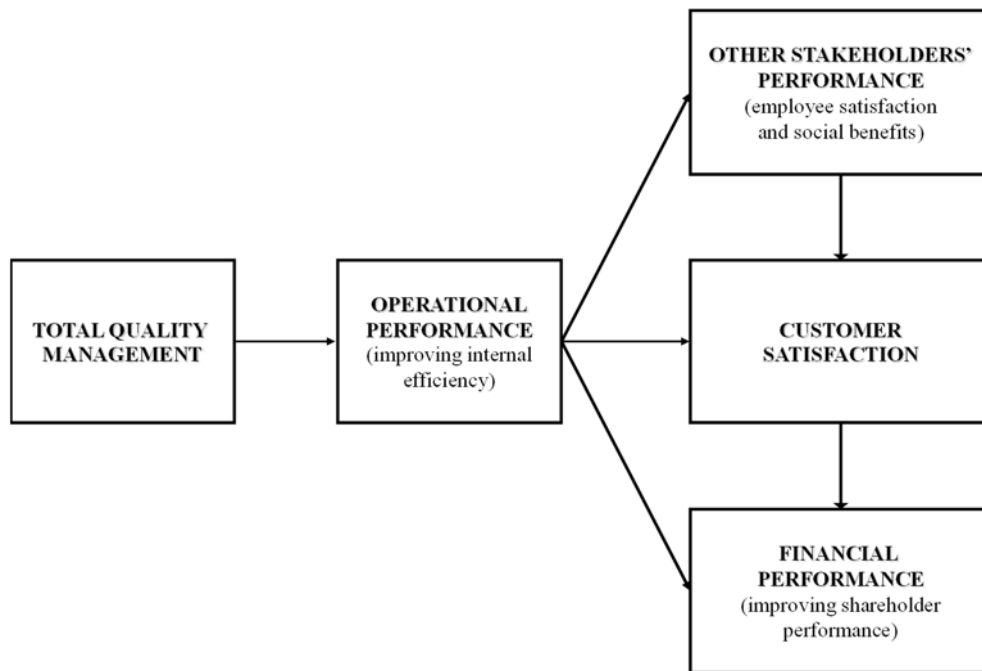 OTHER STAKEHOLDERS'
PERFORMANCE
(employee satisfaction
and social benefits)
TOTAL QUALITY
MANAGEMENT
OPERATIONAL
PERFORMANCE
(improving internal
efficiency)
CUSTOMER
SATISFACTION
FINANCIAL
PERFORMANCE
(improving shareholder
performance)